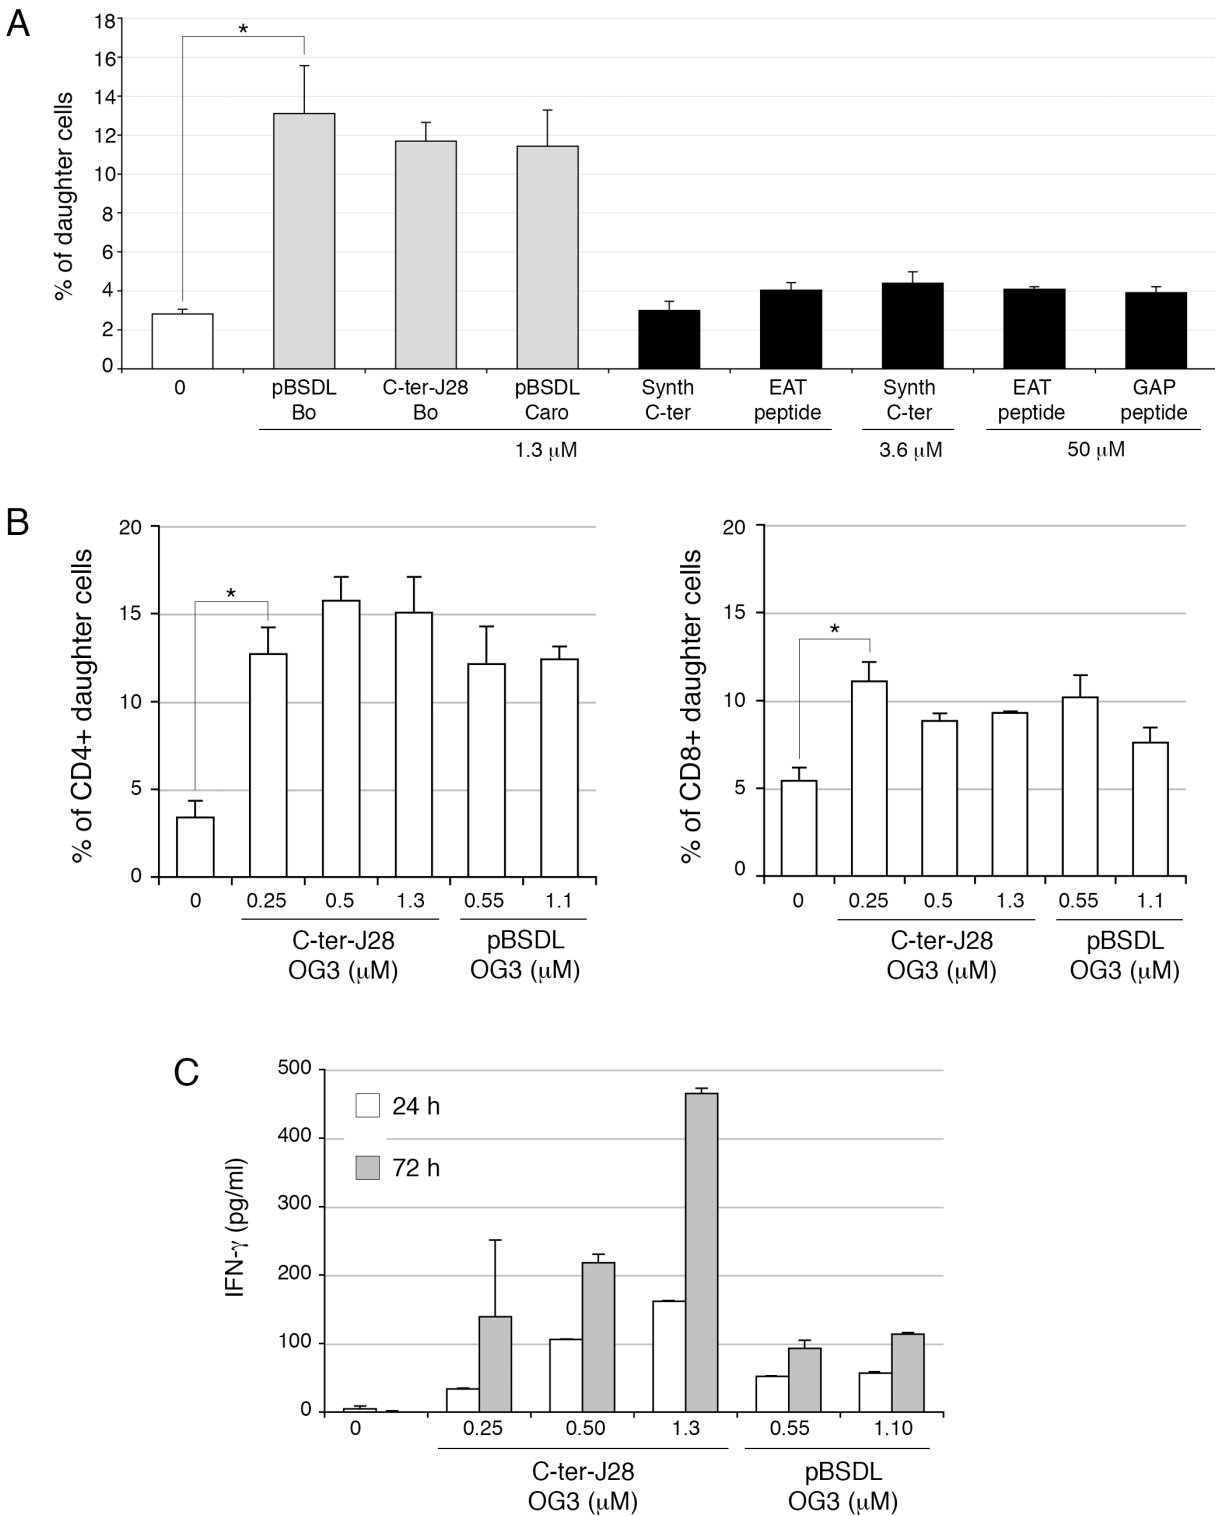 A
% of daughter cells
18
16
14
12
10
8
6
4
2
0
*
0 pBSDL C-ter-J28 pBSDL Synth EAT Synth EAT GAP
Bo Bo Caro C-ter peptide C-ter peptide peptide
1.3 μM 3.6 μM 50 μM
B
% of CD4+ daughter cells
20
15
10
5
0
*
0 0.25 0.5 1.3 0.55 1.1
C-ter-J28 pBSDL
OG3 (μM) OG3 (μM)
% of CD8+ daughter cells
20
15
10
5
0
*
0 0.25 0.5 1.3 0.55 1.1
C-ter-J28 pBSDL
OG3 (μM) OG3 (μM)
C
IFN-γ (pg/ml)
500
400
300
200
100
0
24 h
72 h
0 0.25 0.50 1.3 0.55 1.10
C-ter-J28 pBSDL
OG3 (μM) OG3 (μM)